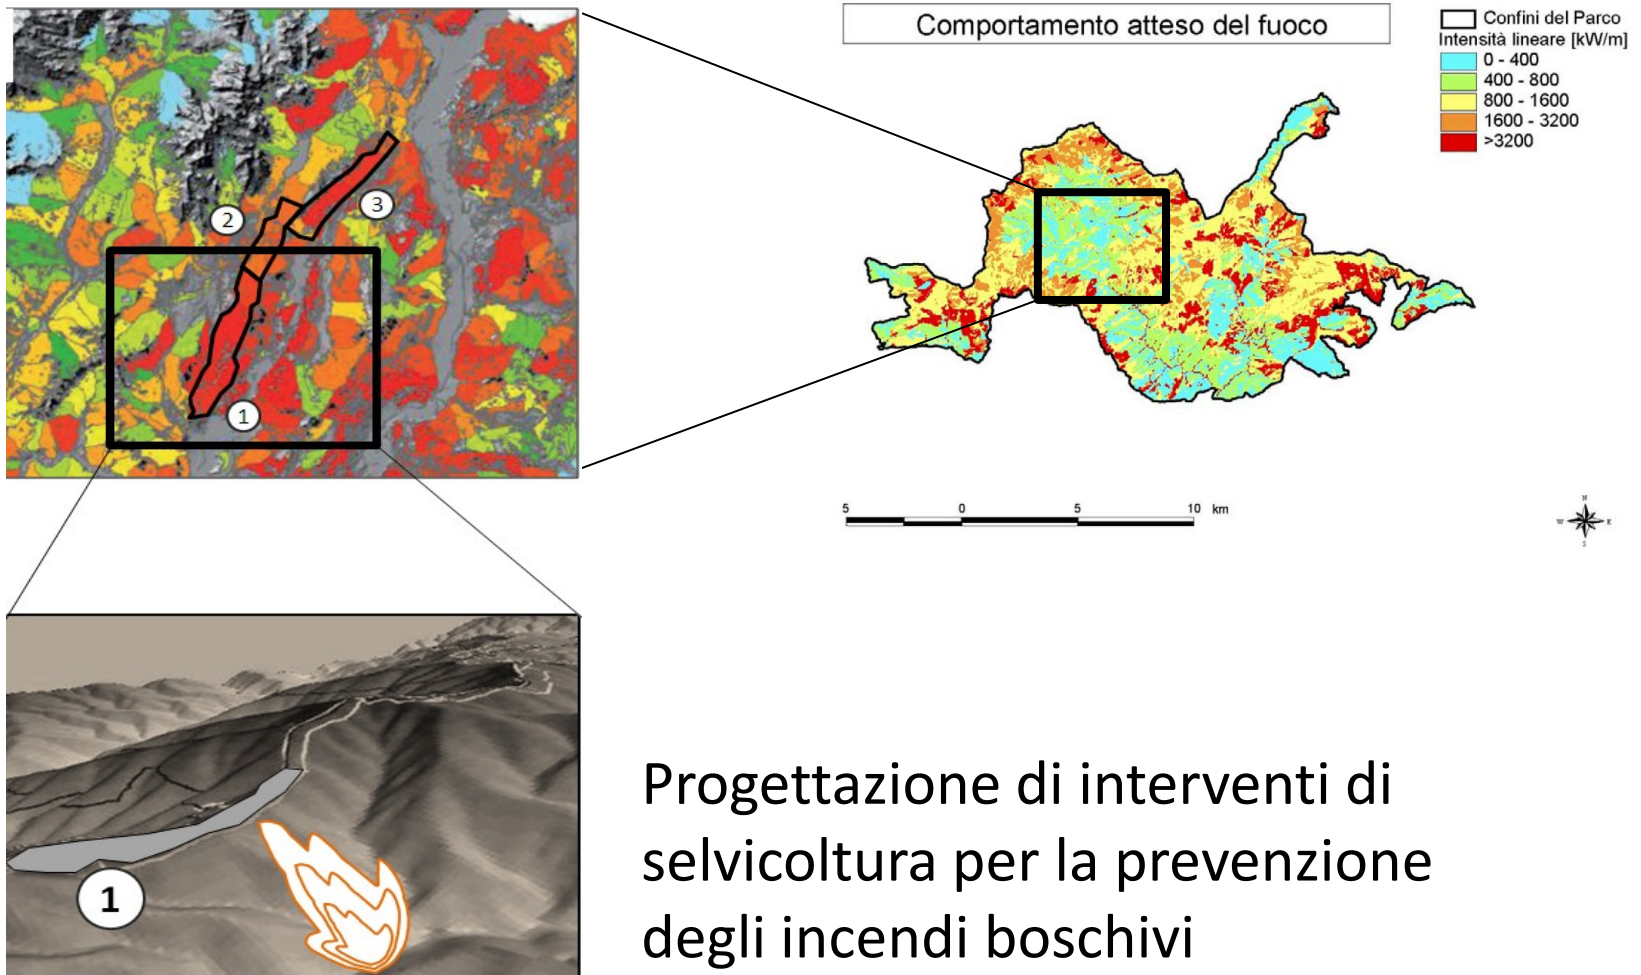 Comportamento atteso del fuoco
Confini del Parco
Intensità lineare [kW/m]
0 - 400
400 - 800
800 - 1600
1600 - 3200
>3200
2
3
1
5 0 5 10 km
N
W E
S
1
Progettazione di interventi di
selvicoltura per la prevenzione
degli incendi boschivi